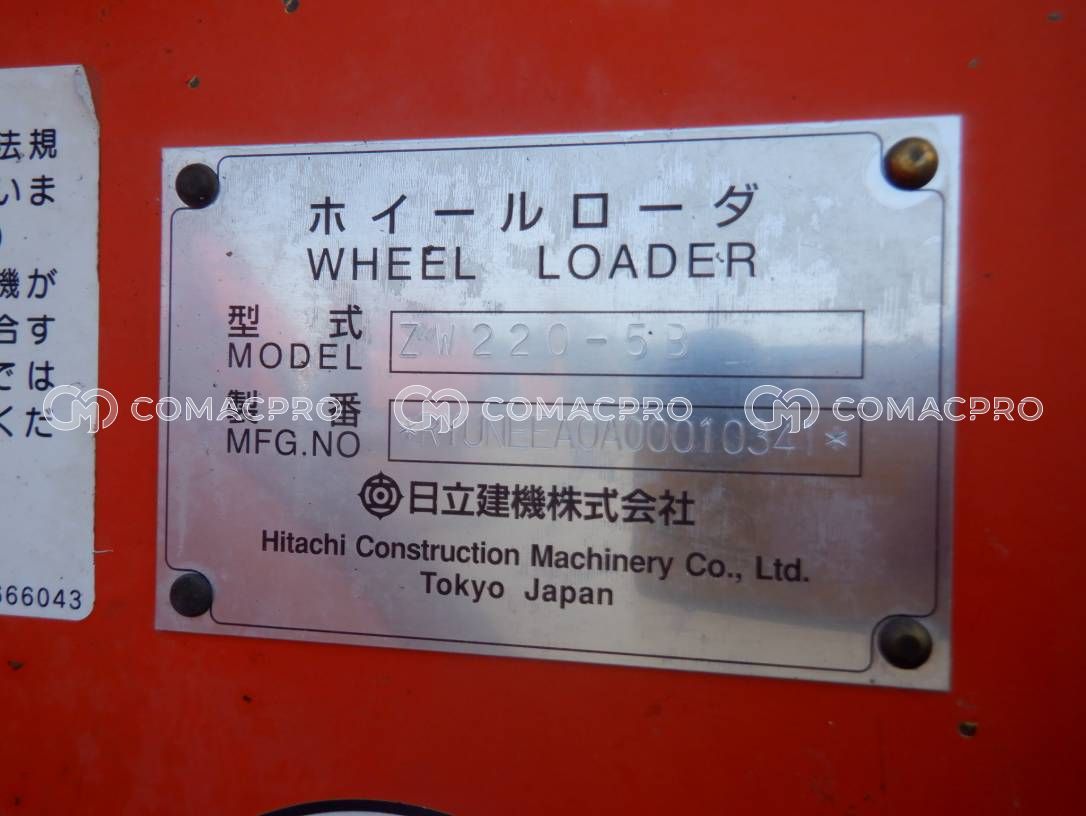 法規
いま
)
機が
合す
では
くだ
666043
ホイールローダ
WHEEL LOADER
型 式
MODEL
ZW220-5B
製 番
MFG.NO
日立建機株式会社
Hitachi Construction Machinery Co., Ltd.
Tokyo Japan
COMACPRO COMACPRO COMACPRO